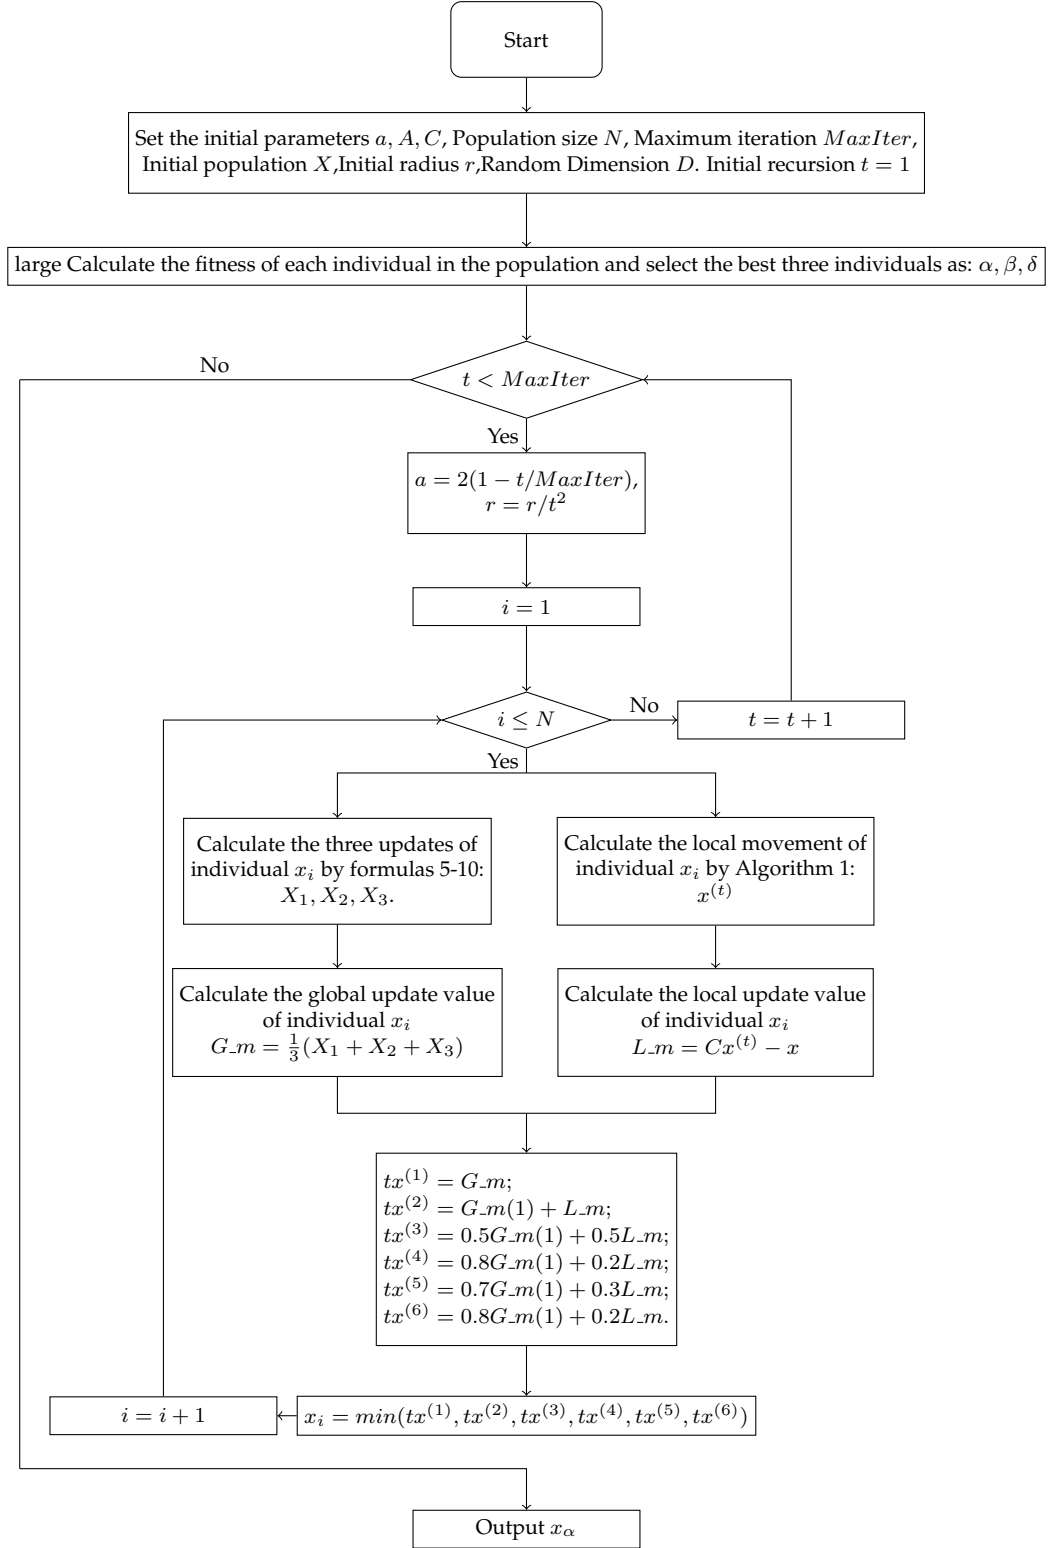 Start
Set the initial parameters a, A, C, Population size N, Maximum iteration MaxIter,
Initial population X,Initial radius r,Random Dimension D. Initial recursion t = 1
large Calculate the fitness of each individual in the population and select the best three individuals as: α, β, δ
No
t < MaxIter
Yes
a = 2(1 − t/MaxIter),
r = r/t²
i = 1
i ≤ N
No
t = t + 1
Yes
Calculate the three updates of
individual xᵢ by formulas 5-10:
X₁, X₂, X₃.
Calculate the local movement of
individual xᵢ by Algorithm 1:
x⁽ᵗ⁾
Calculate the global update value
of individual xᵢ
G_m = 1/3(X₁ + X₂ + X₃)
Calculate the local update value
of individual xᵢ
L_m = Cx⁽ᵗ⁾ − x
tx⁽¹⁾ = G_m;
tx⁽²⁾ = G_m(1) + L_m;
tx⁽³⁾ = 0.5G_m(1) + 0.5L_m;
tx⁽⁴⁾ = 0.8G_m(1) + 0.2L_m;
tx⁽⁵⁾ = 0.7G_m(1) + 0.3L_m;
tx⁽⁶⁾ = 0.8G_m(1) + 0.2L_m.
i = i + 1
xᵢ = min(tx⁽¹⁾, tx⁽²⁾, tx⁽³⁾, tx⁽⁴⁾, tx⁽⁵⁾, tx⁽⁶⁾)
Output x_α